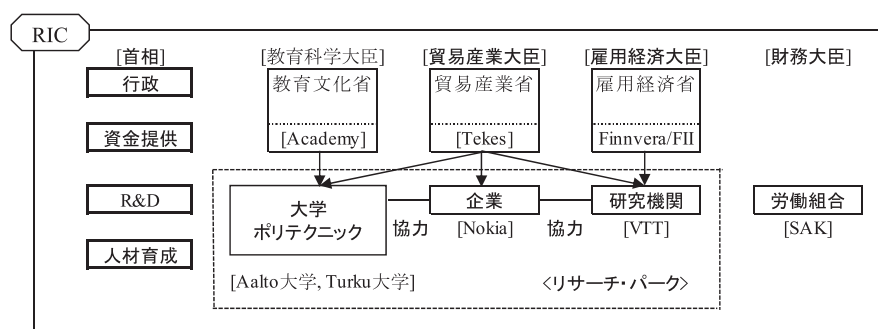 RIC
[首相] [教育科学大臣] [貿易産業大臣] [雇用経済大臣] [財務大臣]
行政 教育文化省 貿易産業省 雇用経済省
資金提供 [Academy] [Tekes] Finnvera/FII
R&D 大学 企業 研究機関 労働組合
ポリテクニック 協力 [Nokia] 協力 [VTT] [SAK]
人材育成
[Aalto大学, Turku大学] <リサーチ・パーク>